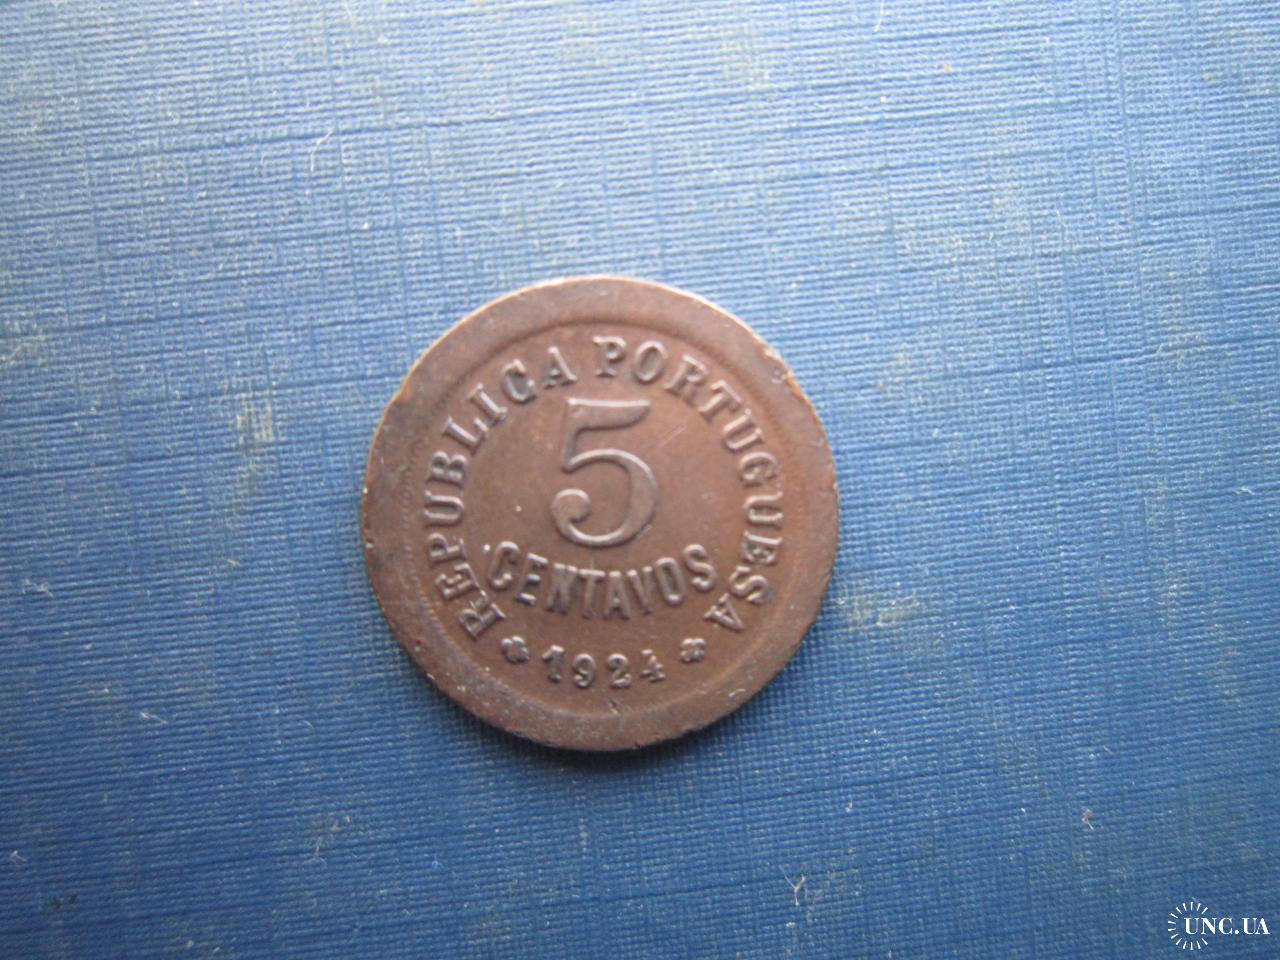 REPUBLICA PORTUGUESA
5
CENTAVOS
1924
UNC.UA